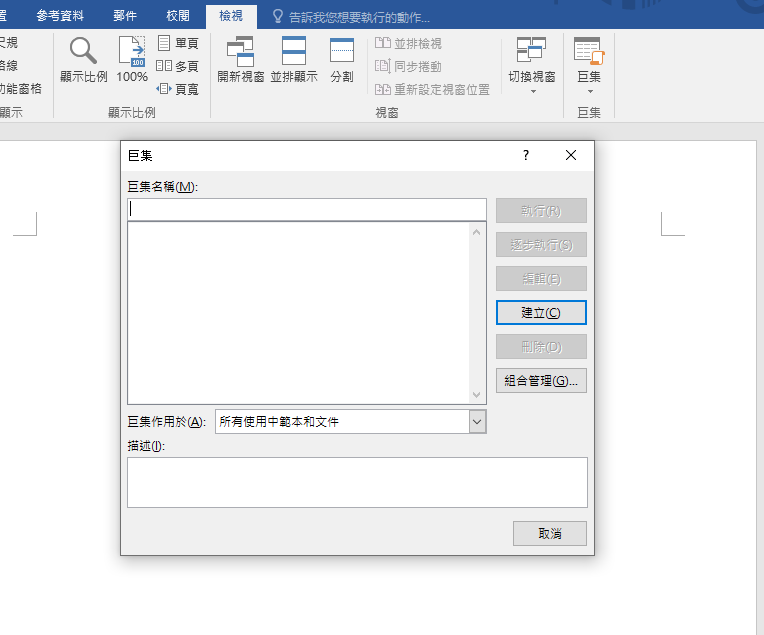 置 參考資料 郵件 校閱 檢視 告訴我您想要執行的動作...
尺規
格線
功能窗格
顯示
顯示比例
100
100%
單頁
多頁
頁寬
顯示比例
開新視窗
並排顯示
分割
並排檢視
同步捲動
重新設定視窗位置
切換視窗
視窗
巨集
巨集
巨集 ?
巨集名稱(M):
執行(R)
逐步執行(S)
編輯(E)
建立(C)
刪除(D)
組合管理(G)...
巨集作用於(A): 所有使用中範本和文件
描述(I):
取消